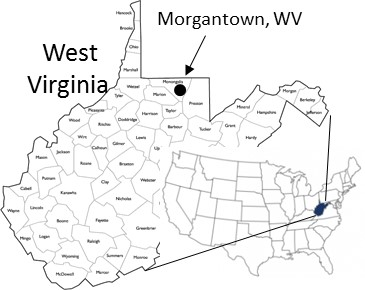 Hancock
Brooke
Morgantown, WV
Ohio
West
Virginia
Marshall
Monongalia
Wetzel
Marion
Preston
Tyler
Morgan
Berkeley
Jefferson
Mineral
Hampshire
Pleasants
Doddridge
Harrison
Taylor
Wood
Ritchie
Barbour
Tucker
Grant
Hardy
Wirt
Gilmer
Lewis
Up
Jackson
Calhoun
Mason
Roane
Braxton
Webster
Putnam
Clay
Cabell
Kanawha
Nicholas
Wayne
Lincoln
Boone
Fayette
Greenbrier
Mingo
Logan
Raleigh
Wyoming
Summers
Monroe
McDowell
Mercer